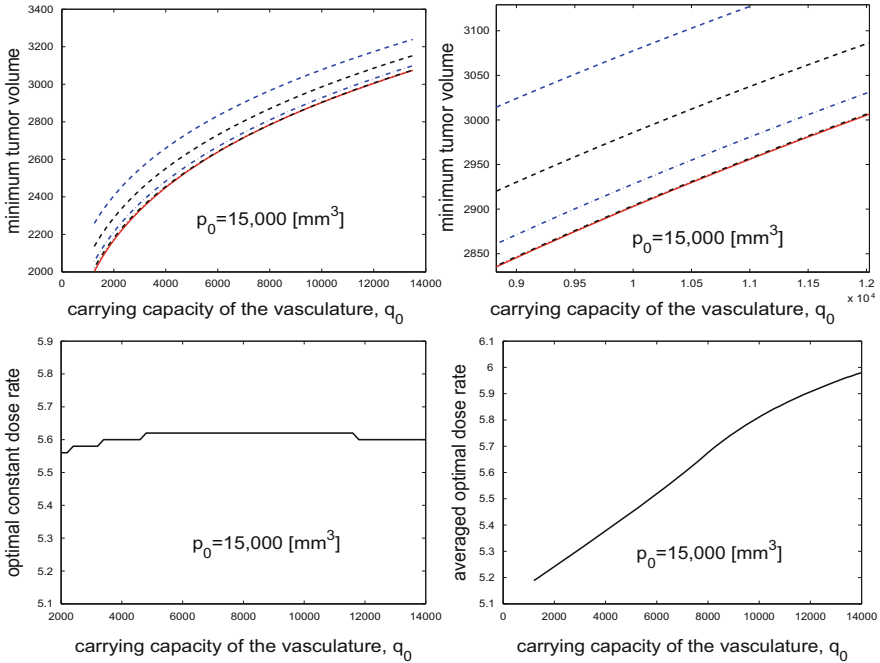 3400
3200
3000
2800
2600
2400
2200
2000
minimum tumor volume
p₀=15,000 [mm³]
0 2000 4000 6000 8000 10000 12000 14000
carrying capacity of the vasculature, q₀
3100
3050
3000
2950
2900
2850
minimum tumor volume
p₀=15,000 [mm³]
0.9 0.95 1 1.05 1.1 1.15 1.2
x 10⁴
carrying capacity of the vasculature, q₀
5.9
5.8
5.7
5.6
5.5
5.4
5.3
5.2
5.1
optimal constant dose rate
p₀=15,000 [mm³]
2000 4000 6000 8000 10000 12000 14000
carrying capacity of the vasculature, q₀
6.1
6
5.9
5.8
5.7
5.6
5.5
5.4
5.3
5.2
5.1
averaged optimal dose rate
p₀=15,000 [mm³]
0 2000 4000 6000 8000 10000 12000 14000
carrying capacity of the vasculature, q₀